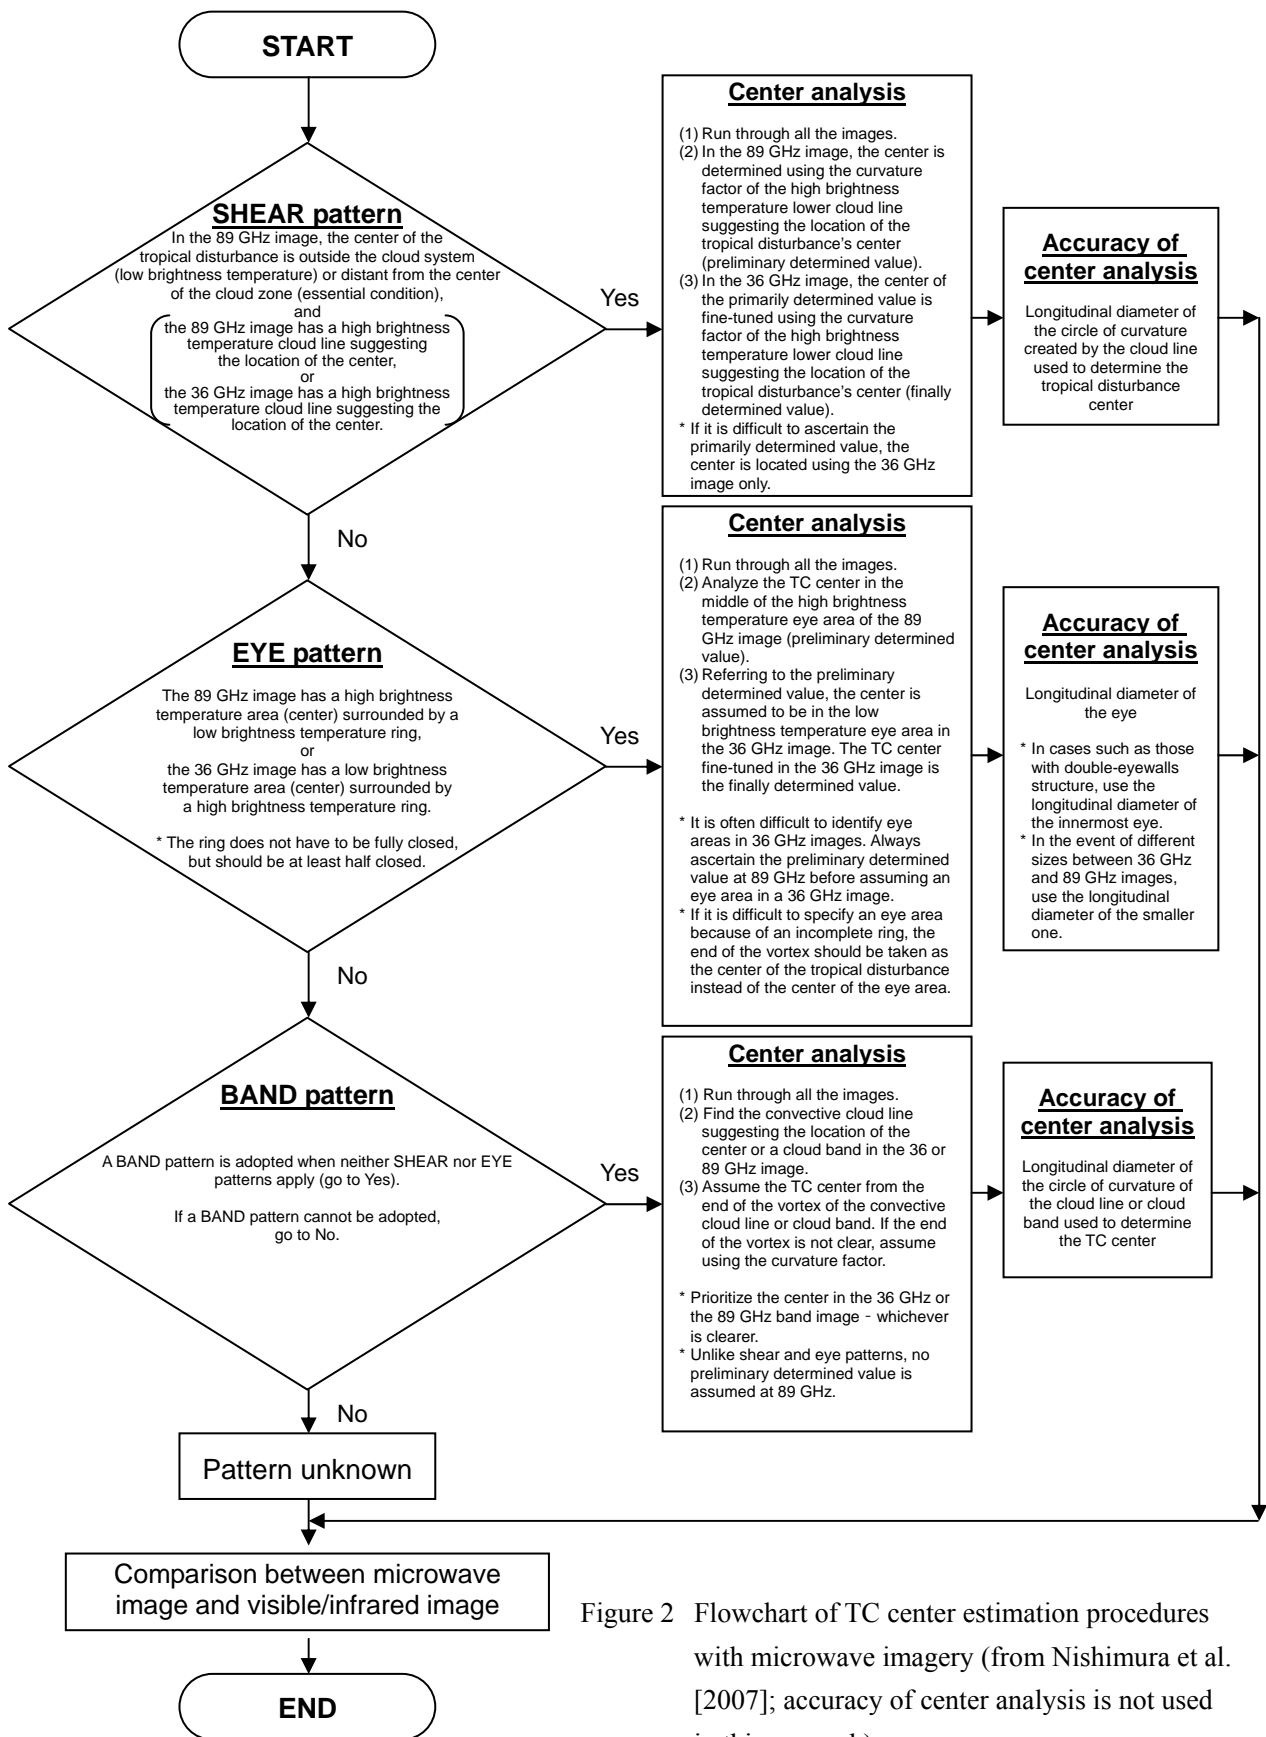 START
SHEAR pattern
In the 89 GHz image, the center of the
tropical disturbance is outside the cloud system
(low brightness temperature) or distant from the center
of the cloud zone (essential condition),
and
the 89 GHz image has a high brightness
temperature cloud line suggesting
the location of the center,
or
the 36 GHz image has a high brightness
temperature cloud line suggesting the
location of the center.
Yes
No
Center analysis
(1) Run through all the images.
(2) In the 89 GHz image, the center is
determined using the curvature
factor of the high brightness
temperature lower cloud line
suggesting the location of the
tropical disturbance's center
(preliminary determined value).
(3) In the 36 GHz image, the center of
the primarily determined value is
fine-tuned using the curvature
factor of the high brightness
temperature lower cloud line
suggesting the location of the
tropical disturbance's center (finally
determined value).
* If it is difficult to ascertain the
primarily determined value, the
center is located using the 36 GHz
image only.
Accuracy of
center analysis
Longitudinal diameter of
the circle of curvature
created by the cloud line
used to determine the
tropical disturbance
center
EYE pattern
The 89 GHz image has a high brightness
temperature area (center) surrounded by a
low brightness temperature ring,
or
the 36 GHz image has a low brightness
temperature area (center) surrounded by
a high brightness temperature ring.
* The ring does not have to be fully closed,
but should be at least half closed.
Yes
No
Center analysis
(1) Run through all the images.
(2) Analyze the TC center in the
middle of the high brightness
temperature eye area of the 89
GHz image (preliminary determined
value).
(3) Referring to the preliminary
determined value, the center is
assumed to be in the low
brightness temperature eye area in
the 36 GHz image. The TC center
fine-tuned in the 36 GHz image is
the finally determined value.
* It is often difficult to identify eye
areas in 36 GHz images. Always
ascertain the preliminary determined
value at 89 GHz before assuming an
eye area in a 36 GHz image.
* If it is difficult to specify an eye area
because of an incomplete ring, the
end of the vortex should be taken as
the center of the tropical disturbance
instead of the center of the eye area.
Accuracy of
center analysis
Longitudinal diameter of
the eye
* In cases such as those
with double-eyewalls
structure, use the
longitudinal diameter of
the innermost eye.
* In the event of different
sizes between 36 GHz
and 89 GHz images,
use the longitudinal
diameter of the smaller
one.
BAND pattern
A BAND pattern is adopted when neither SHEAR nor EYE
patterns apply (go to Yes).
If a BAND pattern cannot be adopted,
go to No.
Yes
No
Center analysis
(1) Run through all the images.
(2) Find the convective cloud line
suggesting the location of the
center or a cloud band in the 36 or
89 GHz image.
(3) Assume the TC center from the
end of the vortex of the convective
cloud line or cloud band. If the end
of the vortex is not clear, assume
using the curvature factor.
* Prioritize the center in the 36 GHz or
the 89 GHz band image - whichever
is clearer.
* Unlike shear and eye patterns, no
preliminary determined value is
assumed at 89 GHz.
Accuracy of
center analysis
Longitudinal diameter of
the circle of curvature of
the cloud line or cloud
band used to determine
the TC center
Pattern unknown
Comparison between microwave
image and visible/infrared image
END
Figure 2 Flowchart of TC center estimation procedures
with microwave imagery (from Nishimura et al.
[2007]; accuracy of center analysis is not used